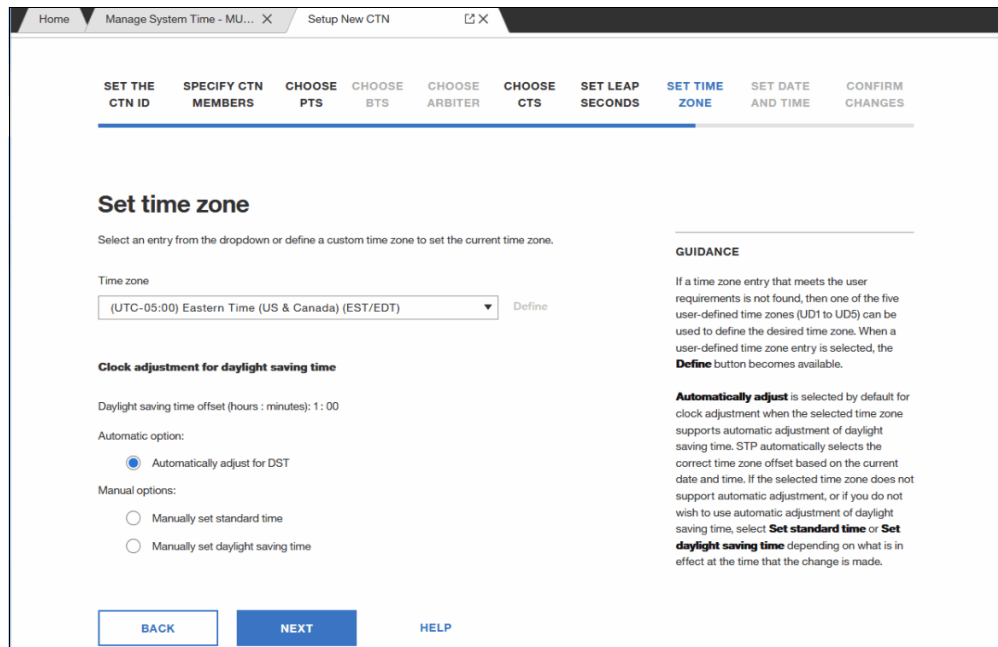 Home
Manage System Time - MU...
Setup New CTN
SET THE CTN ID
SPECIFY CTN MEMBERS
CHOOSE PTS
CHOOSE BTS
CHOOSE ARBITER
CHOOSE CTS
SET LEAP SECONDS
SET TIME ZONE
SET DATE AND TIME
CONFIRM CHANGES
Set time zone
Select an entry from the dropdown or define a custom time zone to set the current time zone.
Time zone
(UTC-05:00) Eastern Time (US & Canada) (EST/EDT)
Define
Clock adjustment for daylight saving time
Daylight saving time offset (hours : minutes): 1 : 00
Automatic option:
Automatically adjust for DST
Manual options:
Manually set standard time
Manually set daylight saving time
BACK
NEXT
HELP
GUIDANCE
If a time zone entry that meets the user
requirements is not found, then one of the five
user-defined time zones (UD1 to UD5) can be
used to define the desired time zone. When a
user-defined time zone entry is selected, the
Define button becomes available.
Automatically adjust is selected by default for
clock adjustment when the selected time zone
supports automatic adjustment of daylight
saving time. STP automatically selects the
correct time zone offset based on the current
date and time. If the selected time zone does not
support automatic adjustment, or if you do not
wish to use automatic adjustment of daylight
saving time, select Set standard time or Set
daylight saving time depending on what is in
effect at the time that the change is made.